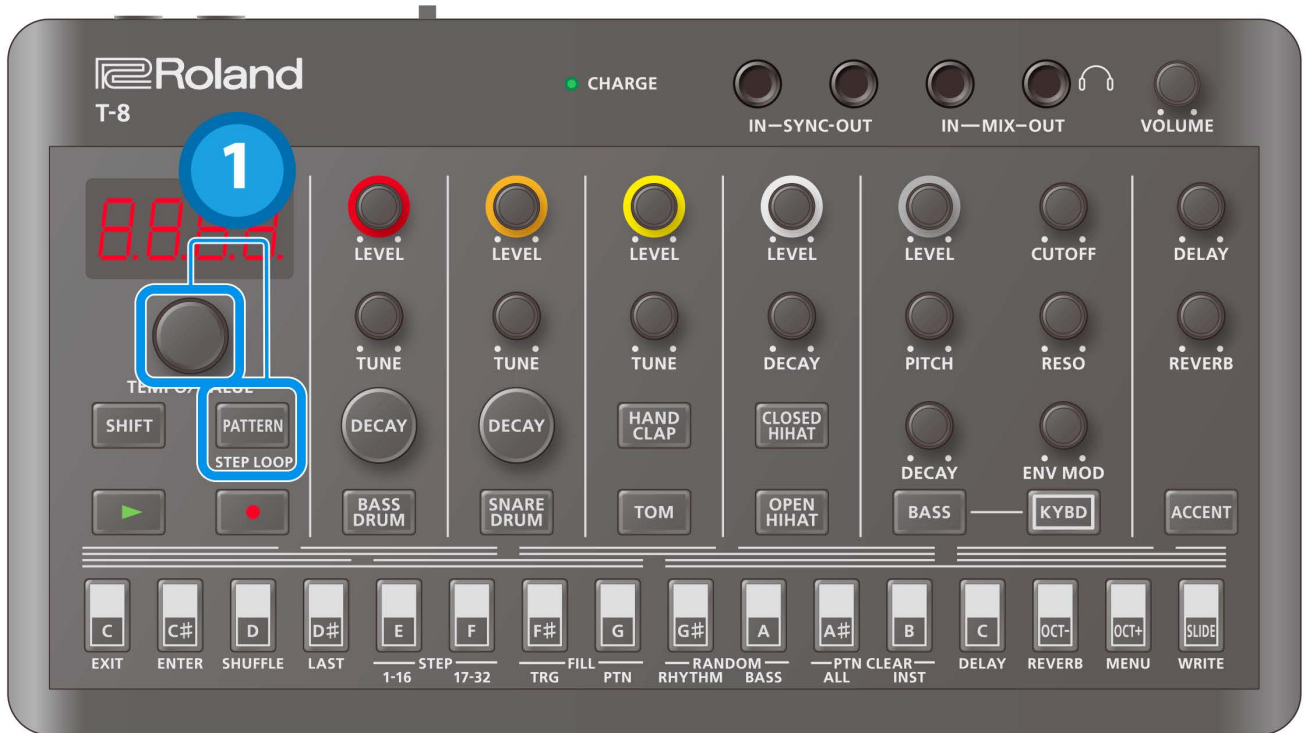 Roland
T-8
CHARGE
IN-SYNC-OUT
IN-MIX-OUT
VOLUME
1
LEVEL LEVEL LEVEL LEVEL LEVEL CUTOFF DELAY
TUNE TUNE TUNE DECAY PITCH RESO REVERB
SHIFT PATTERN DECAY DECAY HAND CLAP CLOSED HIHAT
STEP LOOP
DECAY ENV MOD
BASS DRUM SNARE DRUM TOM OPEN HIHAT BASS KYBD ACCENT
C C# D D# E F F# G G# A A# B C OCT- OCT+ SLIDE
EXIT ENTER SHUFFLE LAST STEP FILL RANDOM PTN CLEAR DELAY REVERB MENU WRITE
1-16 17-32 TRG PTN RHYTHM BASS ALL INST